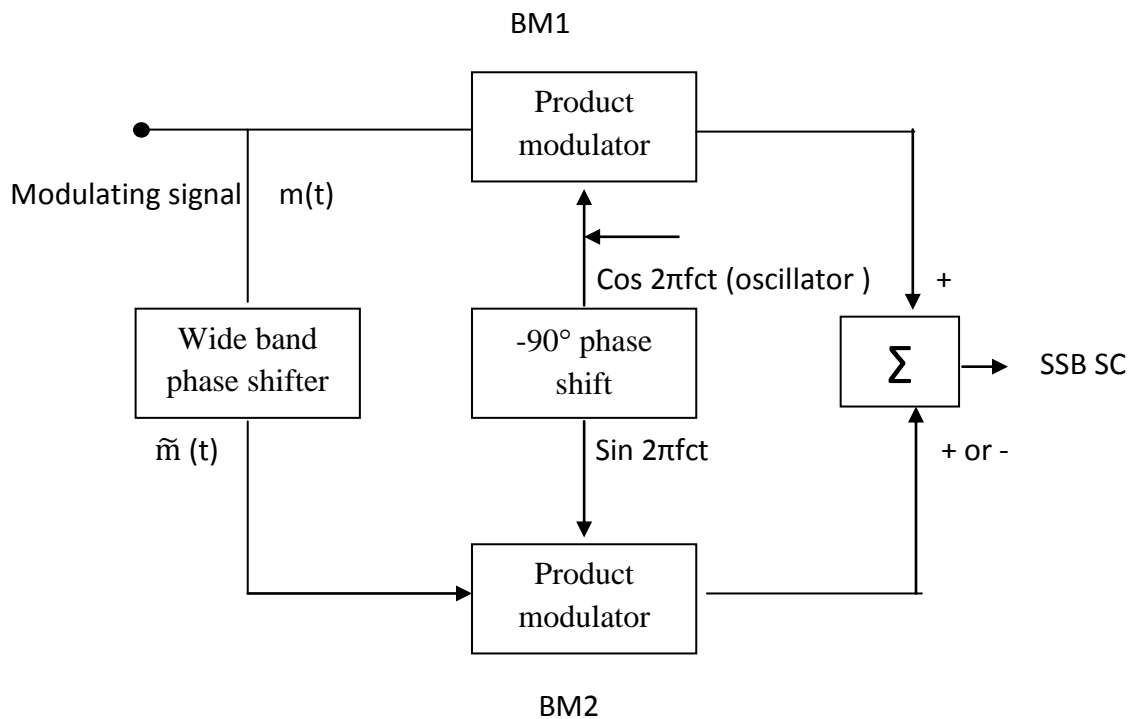 BM1
Product
modulator
Modulating signal m(t)
Cos 2πfct (oscillator )
+
Wide band
phase shifter
-90° phase
shift
Σ
SSB SC
m̃ (t)
Sin 2πfct
+ or -
Product
modulator
BM2